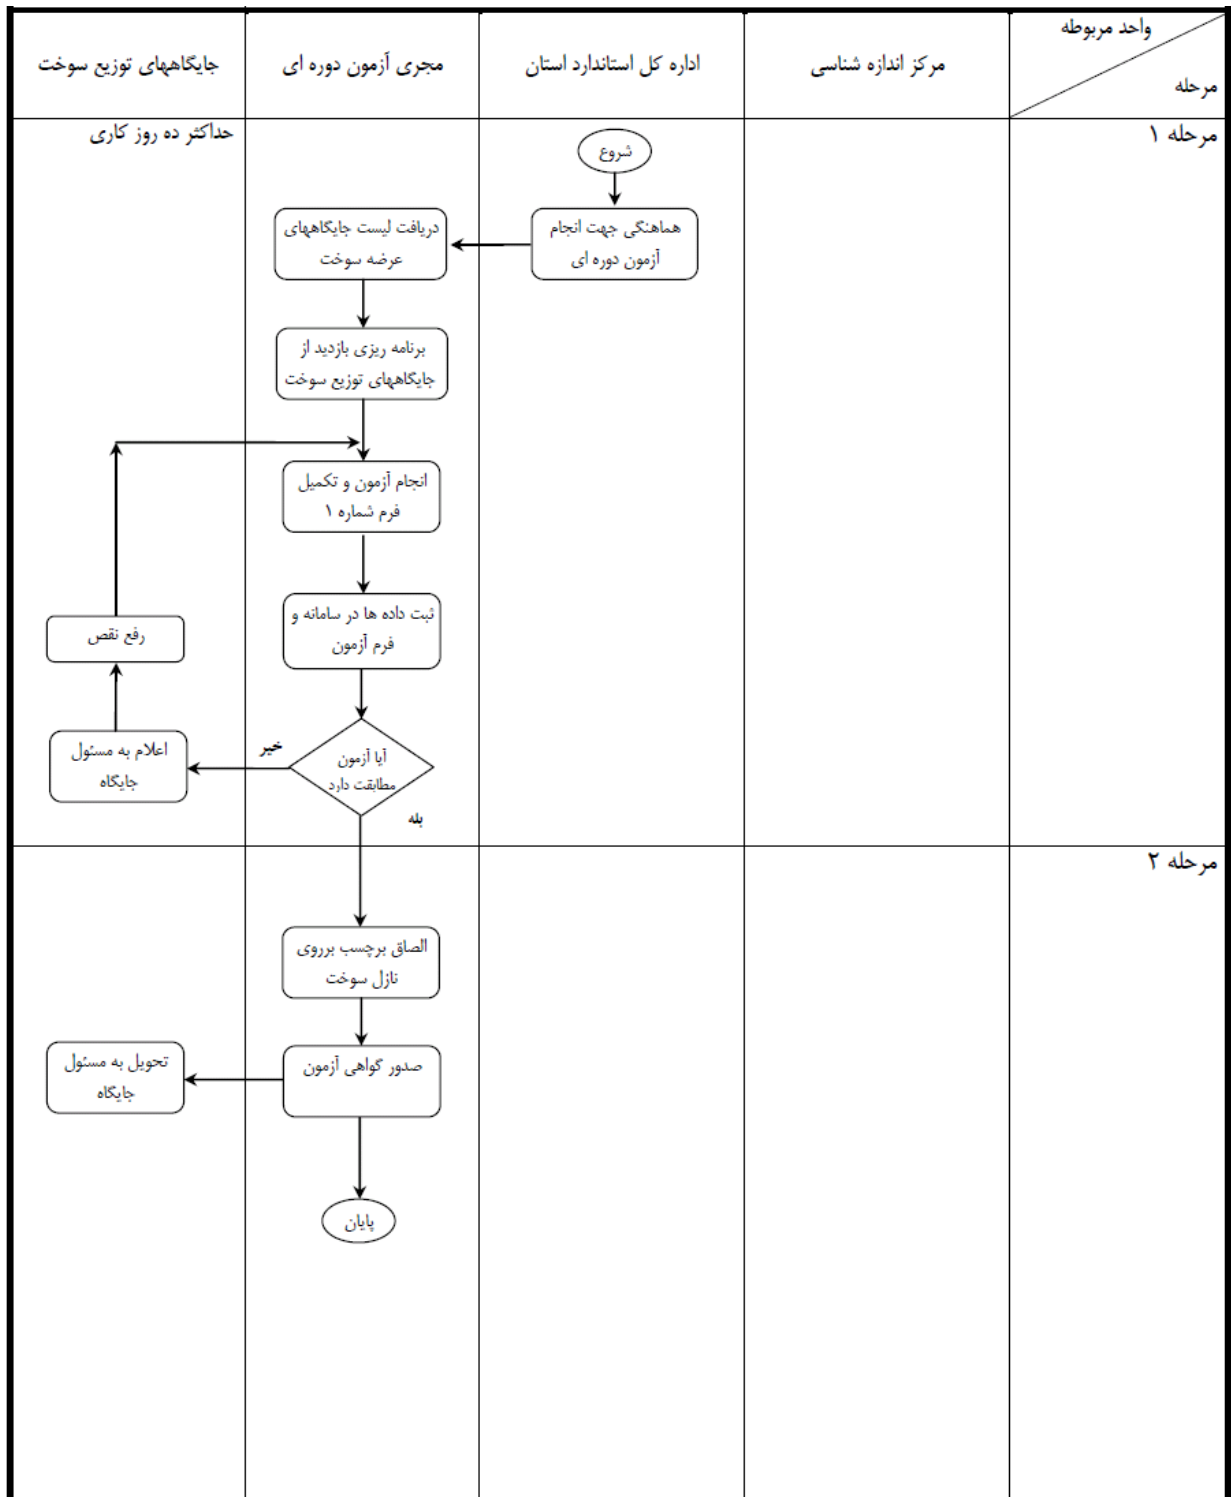 واحد مربوطه
مرحله
مرکز اندازه شناسی
اداره کل استاندارد استان
مجری آزمون دوره ای
جایگاههای توزیع سوخت
مرحله ۱
حداکثر ده روز کاری
شروع
هماهنگی جهت انجام
آزمون دوره ای
دریافت لیست جایگاههای
عرضه سوخت
برنامه ریزی بازدید از
جایگاههای توزیع سوخت
انجام آزمون و تکمیل
فرم شماره ۱
ثبت داده ها در سامانه و
فرم آزمون
آیا آزمون
مطابقت دارد
خیر
بله
اعلام به مسئول
جایگاه
رفع نقص
مرحله ۲
الصاق برچسب برروی
نازل سوخت
صدور گواهی آزمون
تحویل به مسئول
جایگاه
پایان